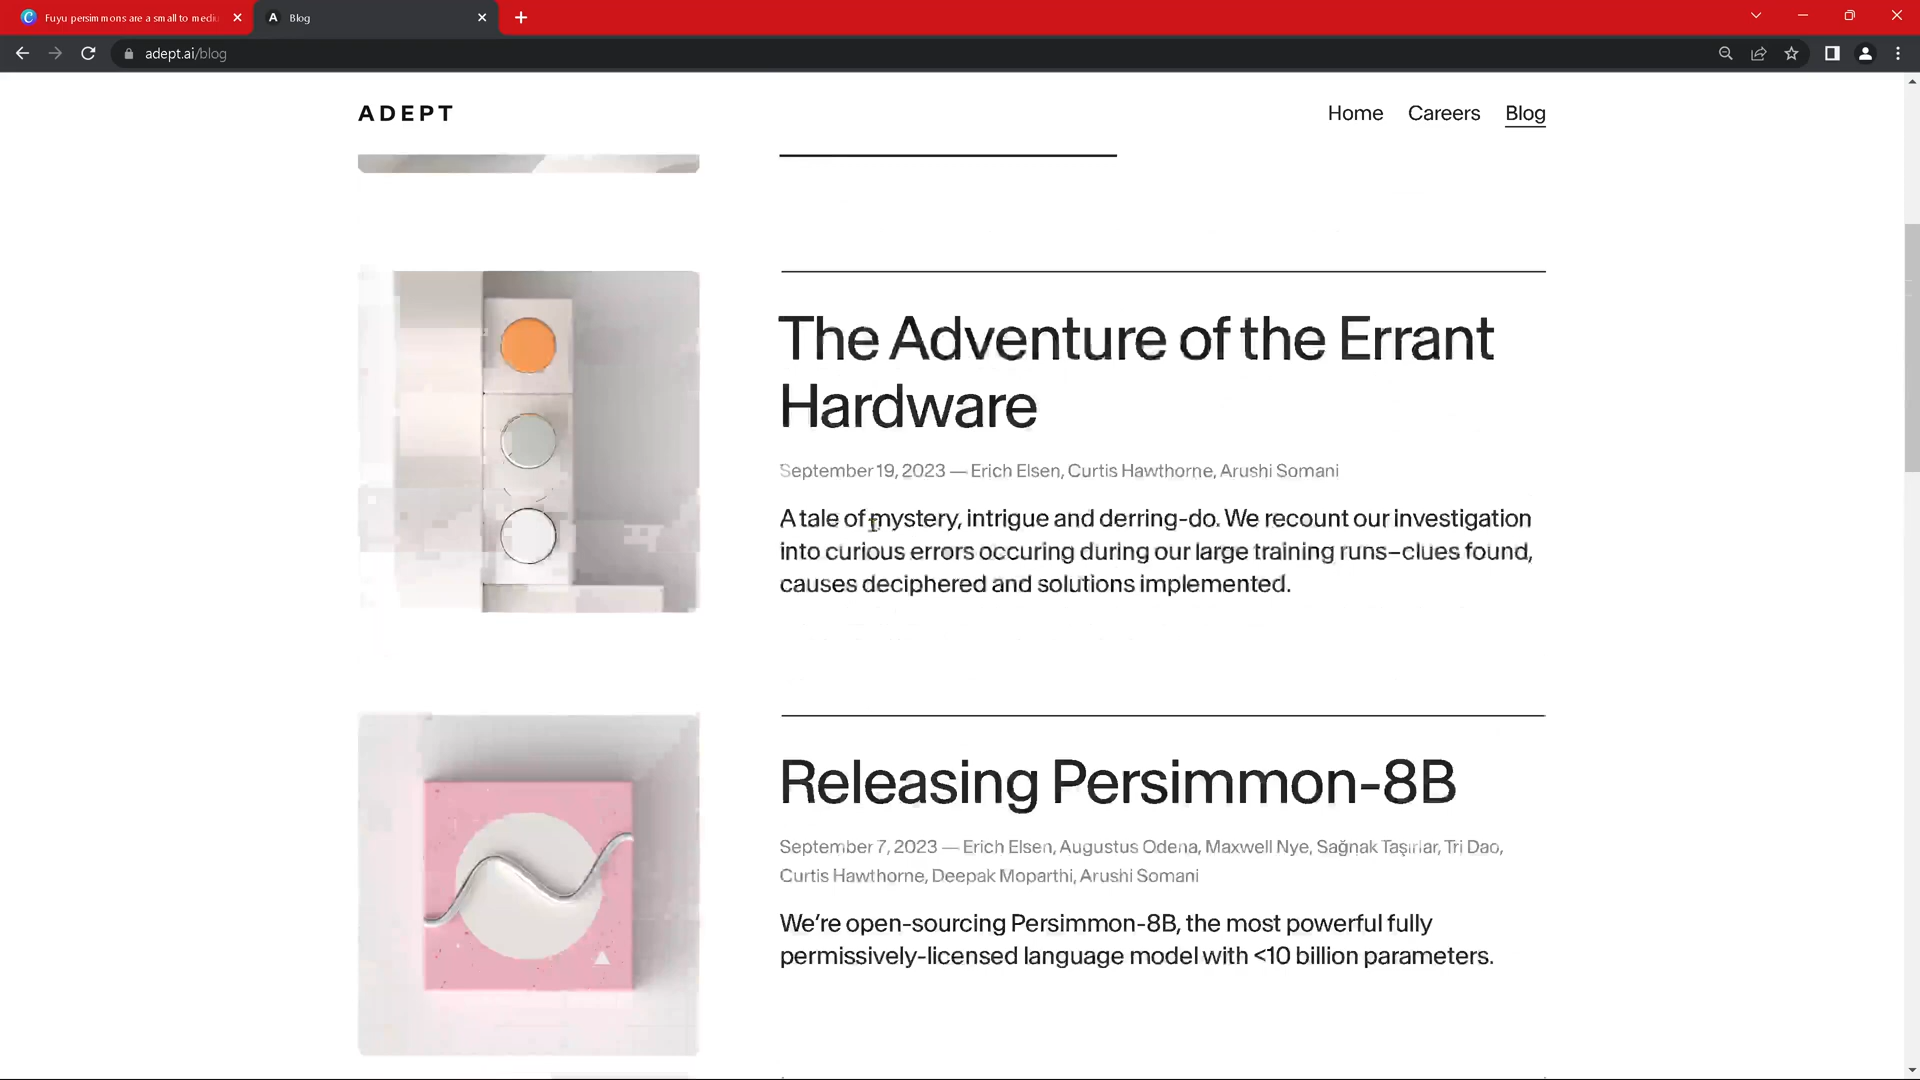 Fuyu persimmons are a small to mediu
Blog
adept.ai/blog
ADEPT
Home Careers Blog
The Adventure of the Errant
Hardware
September 19, 2023 — Erich Elsen, Curtis Hawthorne, Arushi Somani
A tale of mystery, intrigue and derring-do. We recount our investigation
into curious errors occuring during our large training runs–clues found,
causes deciphered and solutions implemented.
Releasing Persimmon-8B
September 7, 2023 — Erich Elsen, Augustus Odena, Maxwell Nye, Sağnak Taşırlar, Tri Dao,
Curtis Hawthorne, Deepak Moparthi, Arushi Somani
We’re open-sourcing Persimmon-8B, the most powerful fully
permissively-licensed language model with <10 billion parameters.